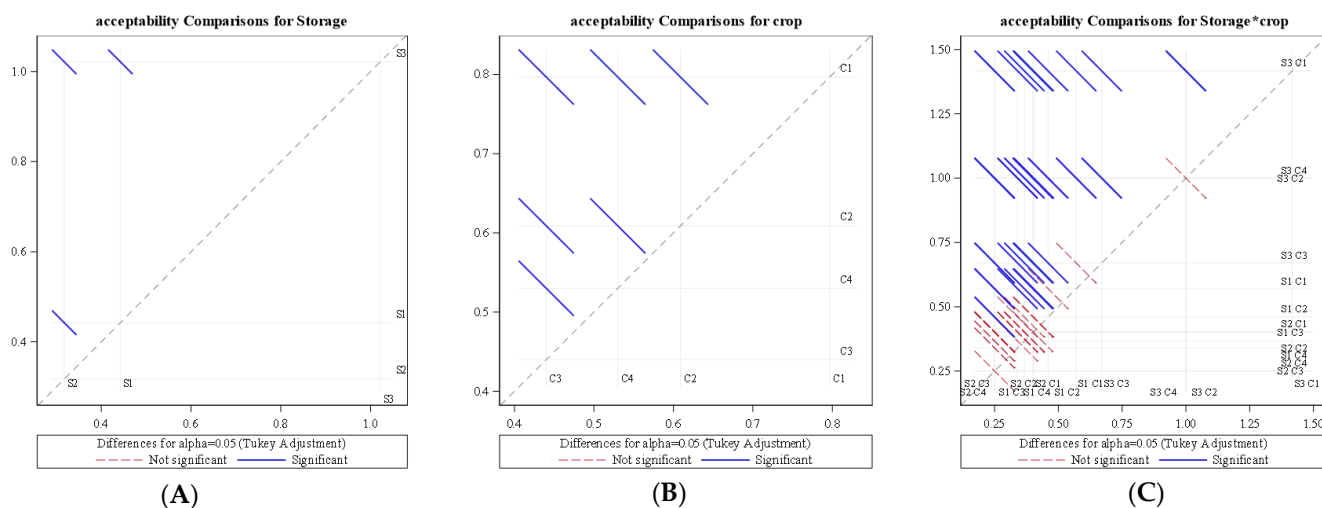 acceptability Comparisons for Storage
1.0
0.8
0.6
0.4
S3
S1
S2
S2
S1
S3
0.4
0.6
0.8
1.0
Differences for alpha=0.05 (Tukey Adjustment)
Not significant
Significant
(A)
acceptability Comparisons for crop
0.8
0.7
0.6
0.5
0.4
C1
C2
C4
C3
C3
C4
C2
C1
0.4
0.5
0.6
0.7
0.8
Differences for alpha=0.05 (Tukey Adjustment)
Not significant
Significant
(B)
acceptability Comparisons for Storage*crop
1.50
1.25
1.00
0.75
0.50
0.25
S3 C1
S3 C4
S3 C2
S3 C3
S1 C1
S1 C2
S2 C1
S1 C3
S2 C2
S1 C4
S2 C4
S2 C3
S2 C3
S2 C2
S2 C1
S1 C1
S3 C3
S3 C1
S2 C4
S1 C3
S1 C4
S1 C2
S3 C4
S3 C2
0.25
0.50
0.75
1.00
1.25
1.50
Differences for alpha=0.05 (Tukey Adjustment)
Not significant
Significant
(C)